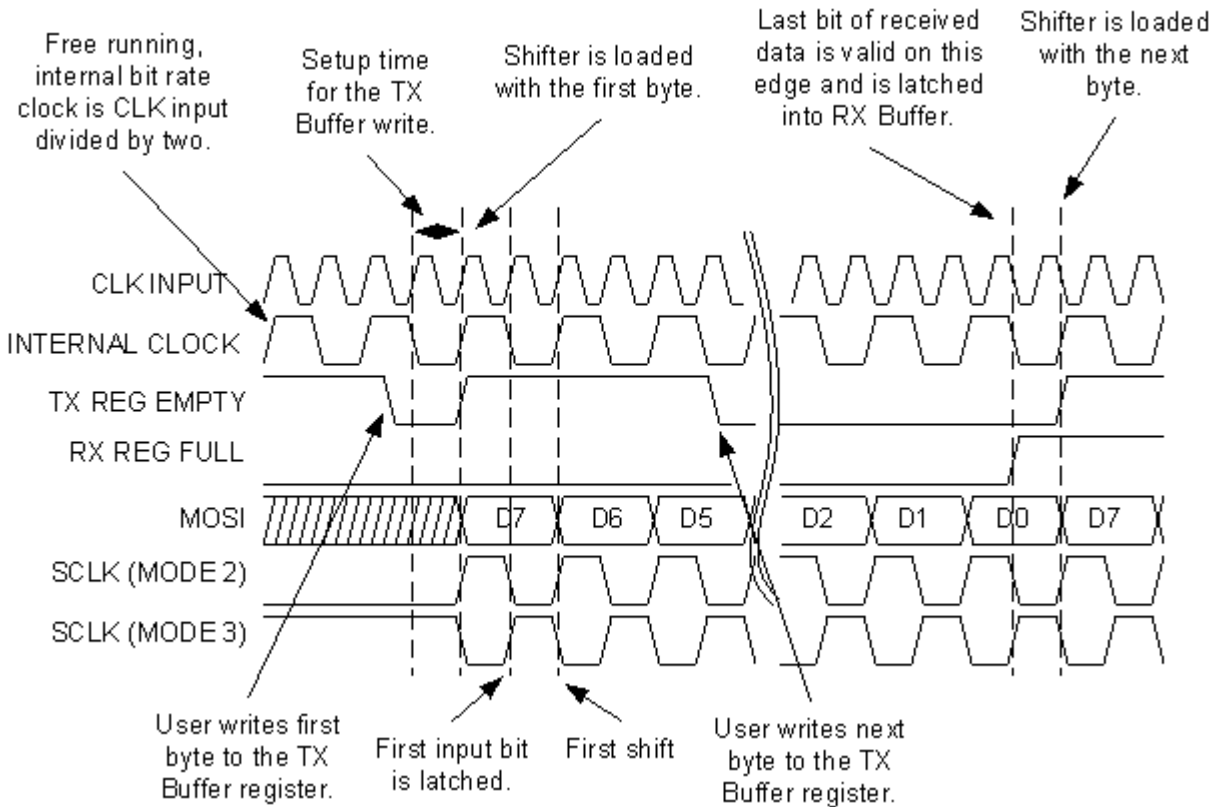 Free running,
internal bit rate
clock is CLK input
divided by two.
Setup time
for the TX
Buffer write.
Shifter is loaded
with the first byte.
Last bit of received
data is valid on this
edge and is latched
into RX Buffer.
Shifter is loaded
with the next
byte.
CLK INPUT
INTERNAL CLOCK
TX REG EMPTY
RX REG FULL
MOSI
D7 D6 D5 D2 D1 D0 D7
SCLK (MODE 2)
SCLK (MODE 3)
User writes first
byte to the TX
Buffer register.
First input bit
is latched.
First shift
User writes next
byte to the TX
Buffer register.